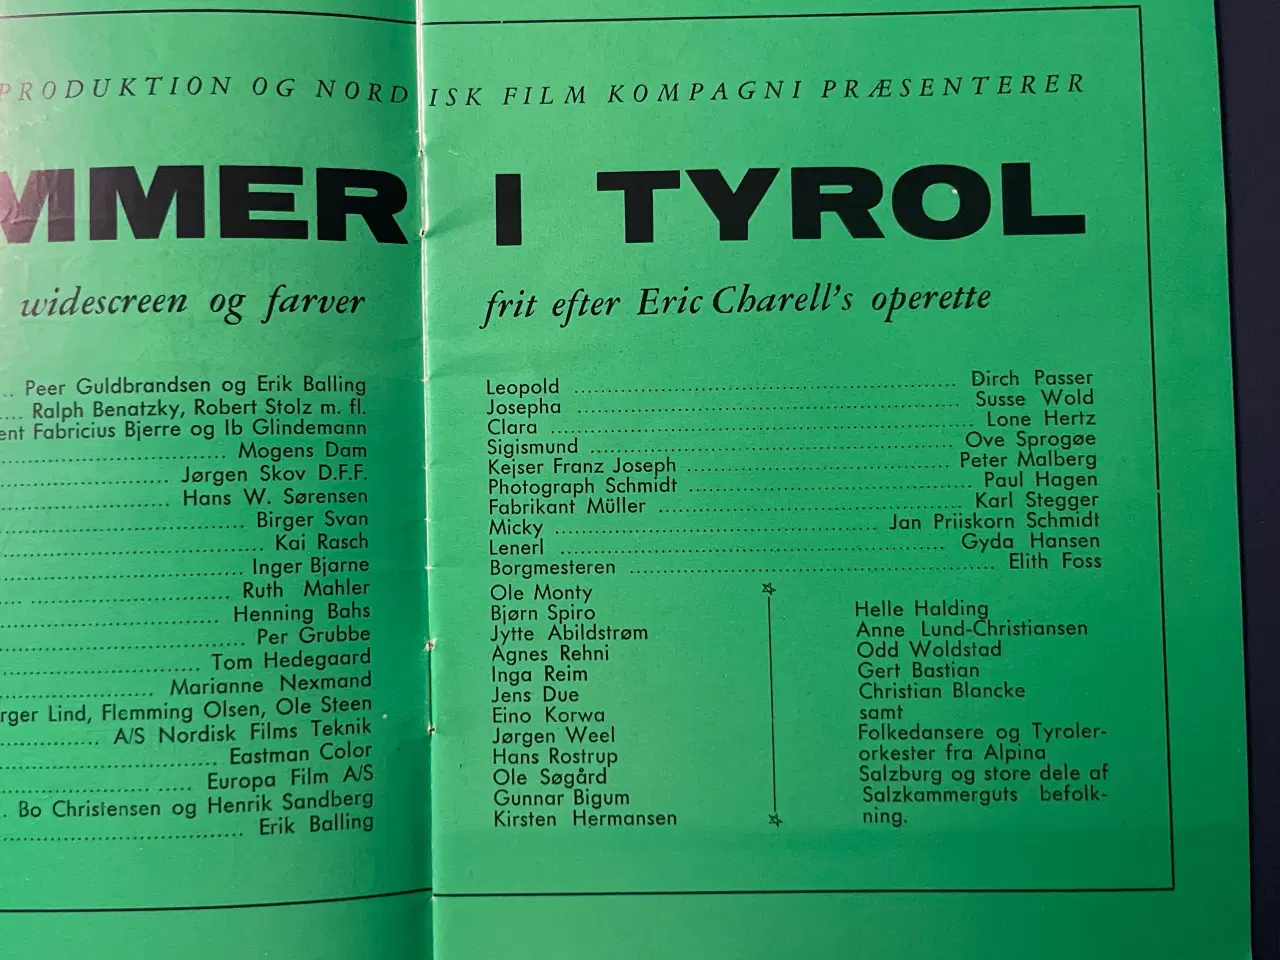 PRODUKTION OG NORDISK FILM KOMPAGNI PRÆSENTERER
MMER I TYROL
widescreen og farver
frit efter Eric Charell's operette
Peer Guldbrandsen og Erik Balling
Ralph Benatzky, Robert Stolz m. fl.
Fabricius Bjerre og Ib Glindemann
Mogens Dam
Jørgen Skov D.F.F.
Hans W. Sørensen
Birger Svan
Kai Rasch
Inger Bjarne
Ruth Mahler
Henning Bahs
Per Grubbe
Tom Hedegaard
Marianne Nexmand
rger Lind, Flemming Olsen, Ole Steen
A/S Nordisk Films Teknik
Eastman Color
Europa Film A/S
Bo Christensen og Henrik Sandberg
Erik Balling
Leopold ... Dirch Passer
Josepha ... Susse Wold
Clara ... Lone Hertz
Sigismund ... Ove Sprogøe
Kejser Franz Joseph ... Peter Malberg
Photograph Schmidt ... Paul Hagen
Fabrikant Müller ... Karl Stegger
Micky ... Jan Priiskorn Schmidt
Lenerl ... Gyda Hansen
Borgmesteren ... Elith Foss
Ole Monty
Bjørn Spiro
Jytte Abildstrøm
Agnes Rehni
Inga Reim
Jens Due
Eino Korwa
Jørgen Weel
Hans Rostrup
Ole Søgård
Gunnar Bigum
Kirsten Hermansen
Helle Halding
Anne Lund-Christiansen
Odd Woldstad
Gert Bastian
Christian Blancke
samt
Folkedansere og Tyroler-
orkester fra Alpina
Salzburg og store dele af
Salzkammerguts befolk-
ning.